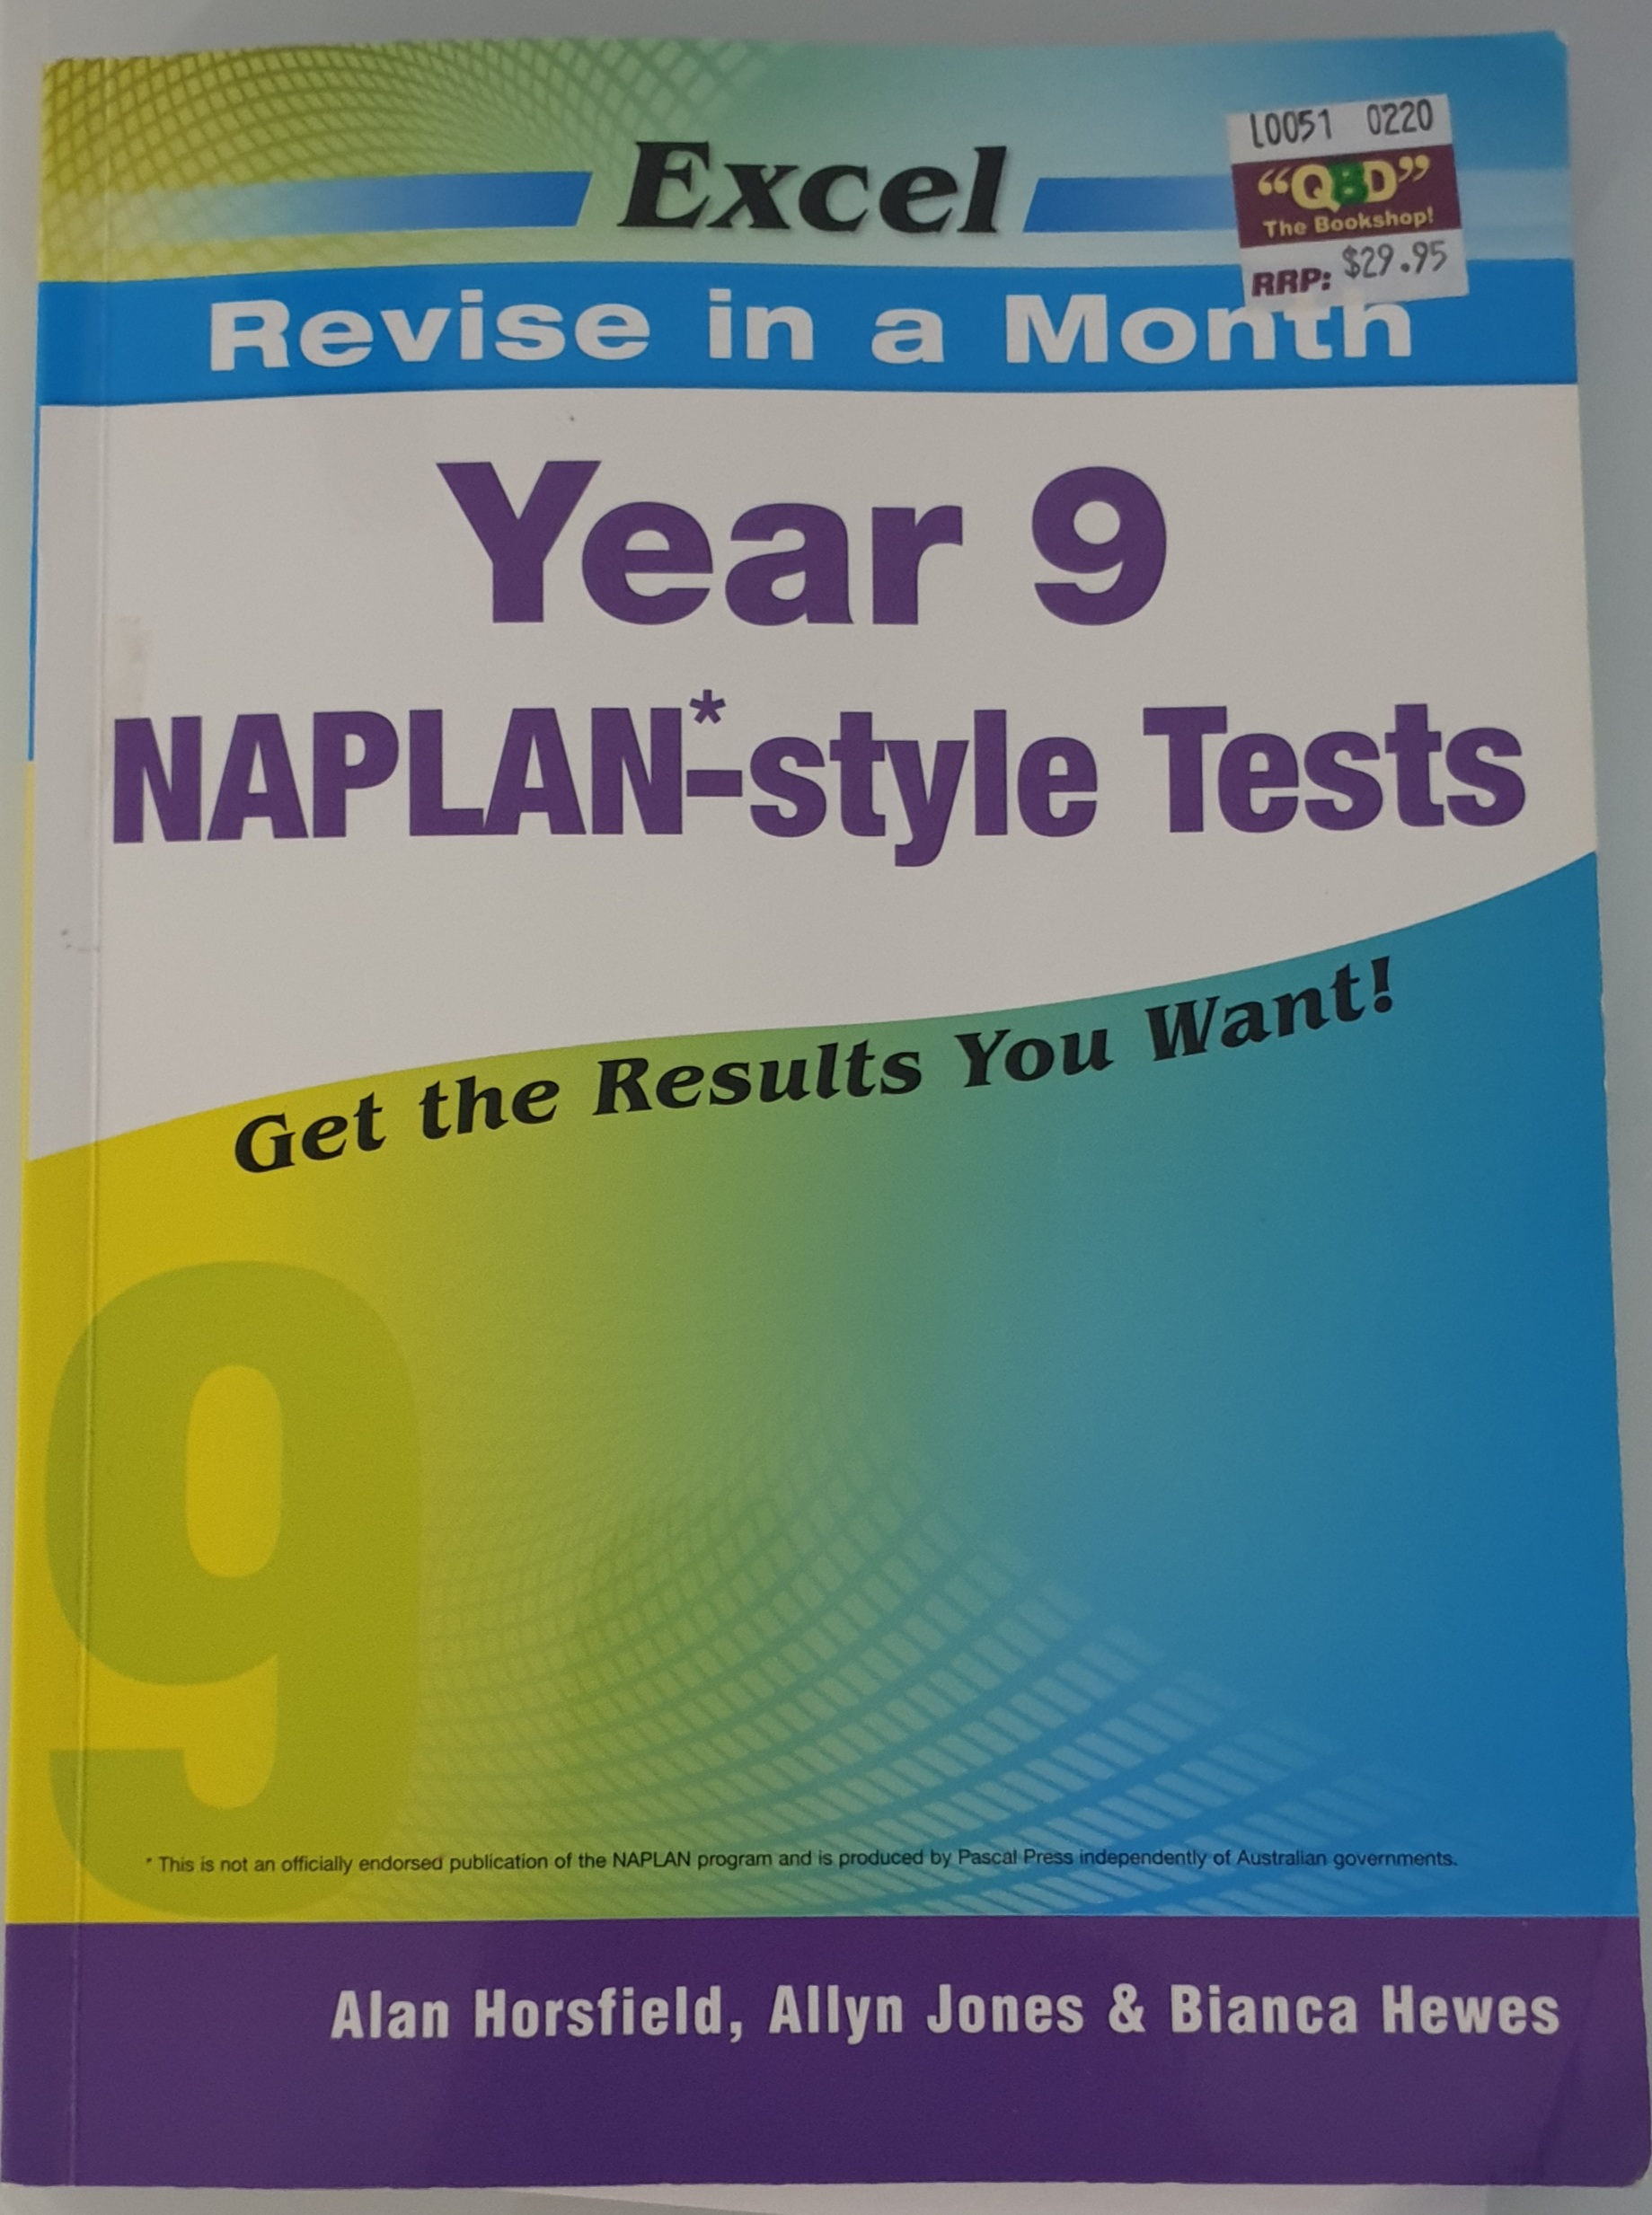 L0051 0220
"QBD"
The Bookshop!
RRP: $29.95
Excel
Revise in a Month
Year 9
NAPLAN*-style Tests
Get the Results You Want!
9
* This is not an officially endorsed publication of the NAPLAN program and is produced by Pascal Press independently of Australian governments.
Alan Horsfield, Allyn Jones & Bianca Hewes